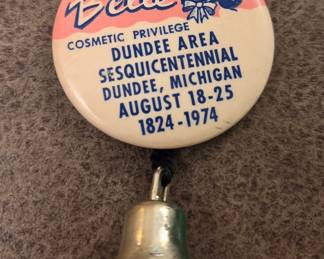 Belle
COSMETIC PRIVILEGE
DUNDEE AREA
SESQUICENTENNIAL
DUNDEE, MICHIGAN
AUGUST 18-25
1824-1974